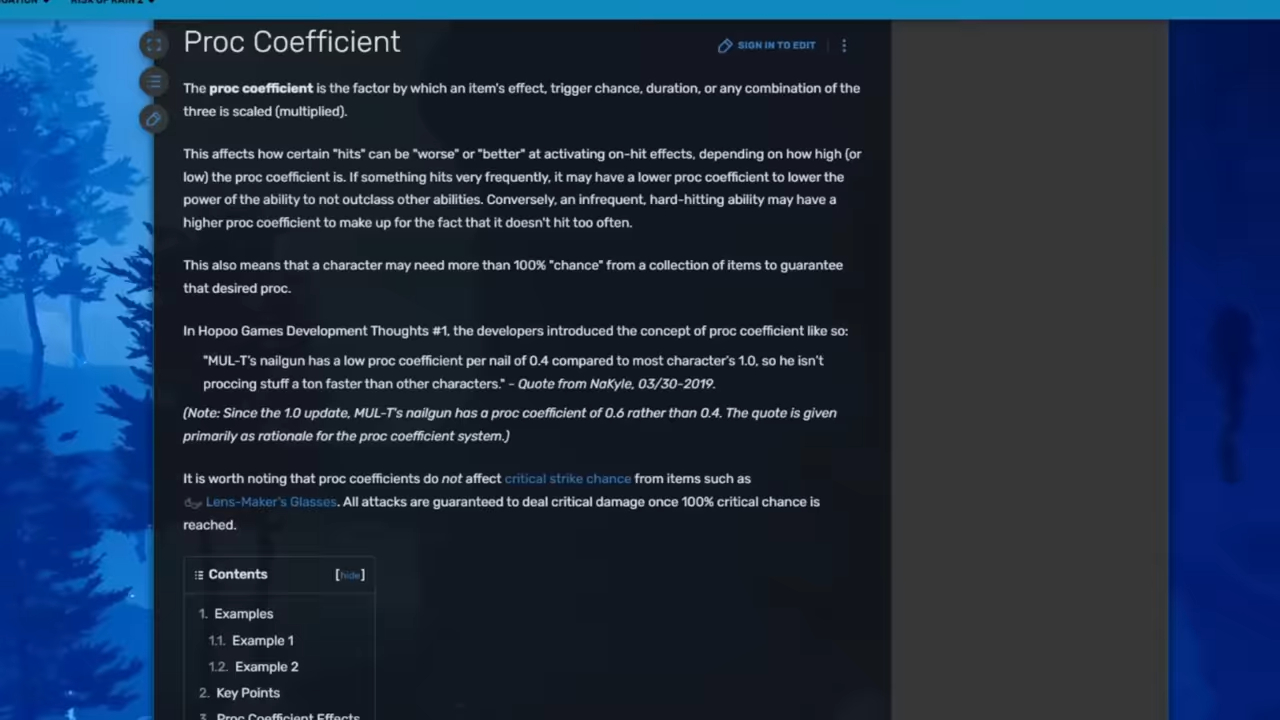 Proc Coefficient
SIGN IN TO EDIT
The proc coefficient is the factor by which an item's effect, trigger chance, duration, or any combination of the
three is scaled (multiplied).
This affects how certain "hits" can be "worse" or "better" at activating on-hit effects, depending on how high (or
low) the proc coefficient is. If something hits very frequently, it may have a lower proc coefficient to lower the
power of the ability to not outclass other abilities. Conversely, an infrequent, hard-hitting ability may have a
higher proc coefficient to make up for the fact that it doesn't hit too often.
This also means that a character may need more than 100% "chance" from a collection of items to guarantee
that desired proc.
In Hopoo Games Development Thoughts #1, the developers introduced the concept of proc coefficient like so:
"MUL-T's nailgun has a low proc coefficient per nail of 0.4 compared to most character's 1.0, so he isn't
proccing stuff a ton faster than other characters." - Quote from NaKyle, 03/30-2019.
(Note: Since the 1.0 update, MUL-T's nailgun has a proc coefficient of 0.6 rather than 0.4. The quote is given
primarily as rationale for the proc coefficient system.)
It is worth noting that proc coefficients do not affect critical strike chance from items such as
Lens-Maker's Glasses. All attacks are guaranteed to deal critical damage once 100% critical chance is
reached.
Contents [hide]
1. Examples
1.1. Example 1
1.2. Example 2
2. Key Points
3. Proc Coefficient Effects